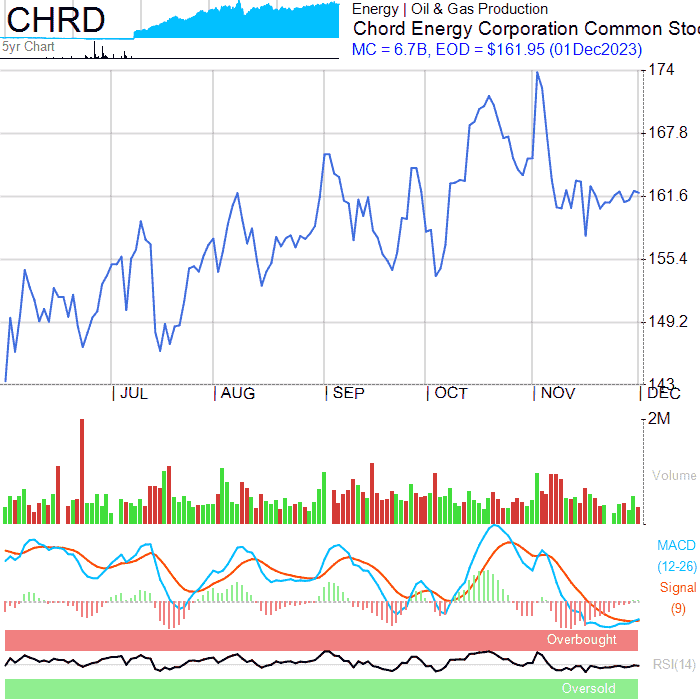 CHRD
5yr Chart
Energy | Oil & Gas Production
Chord Energy Corporation Common Stoc
MC = 6.7B, EOD = $161.95 (01Dec2023)
174
167.8
161.6
155.4
149.2
143
JUL AUG SEP OCT NOV DEC
2M
Volume
MACD
(12-26)
Signal
(9)
Overbought
RSI(14)
Oversold